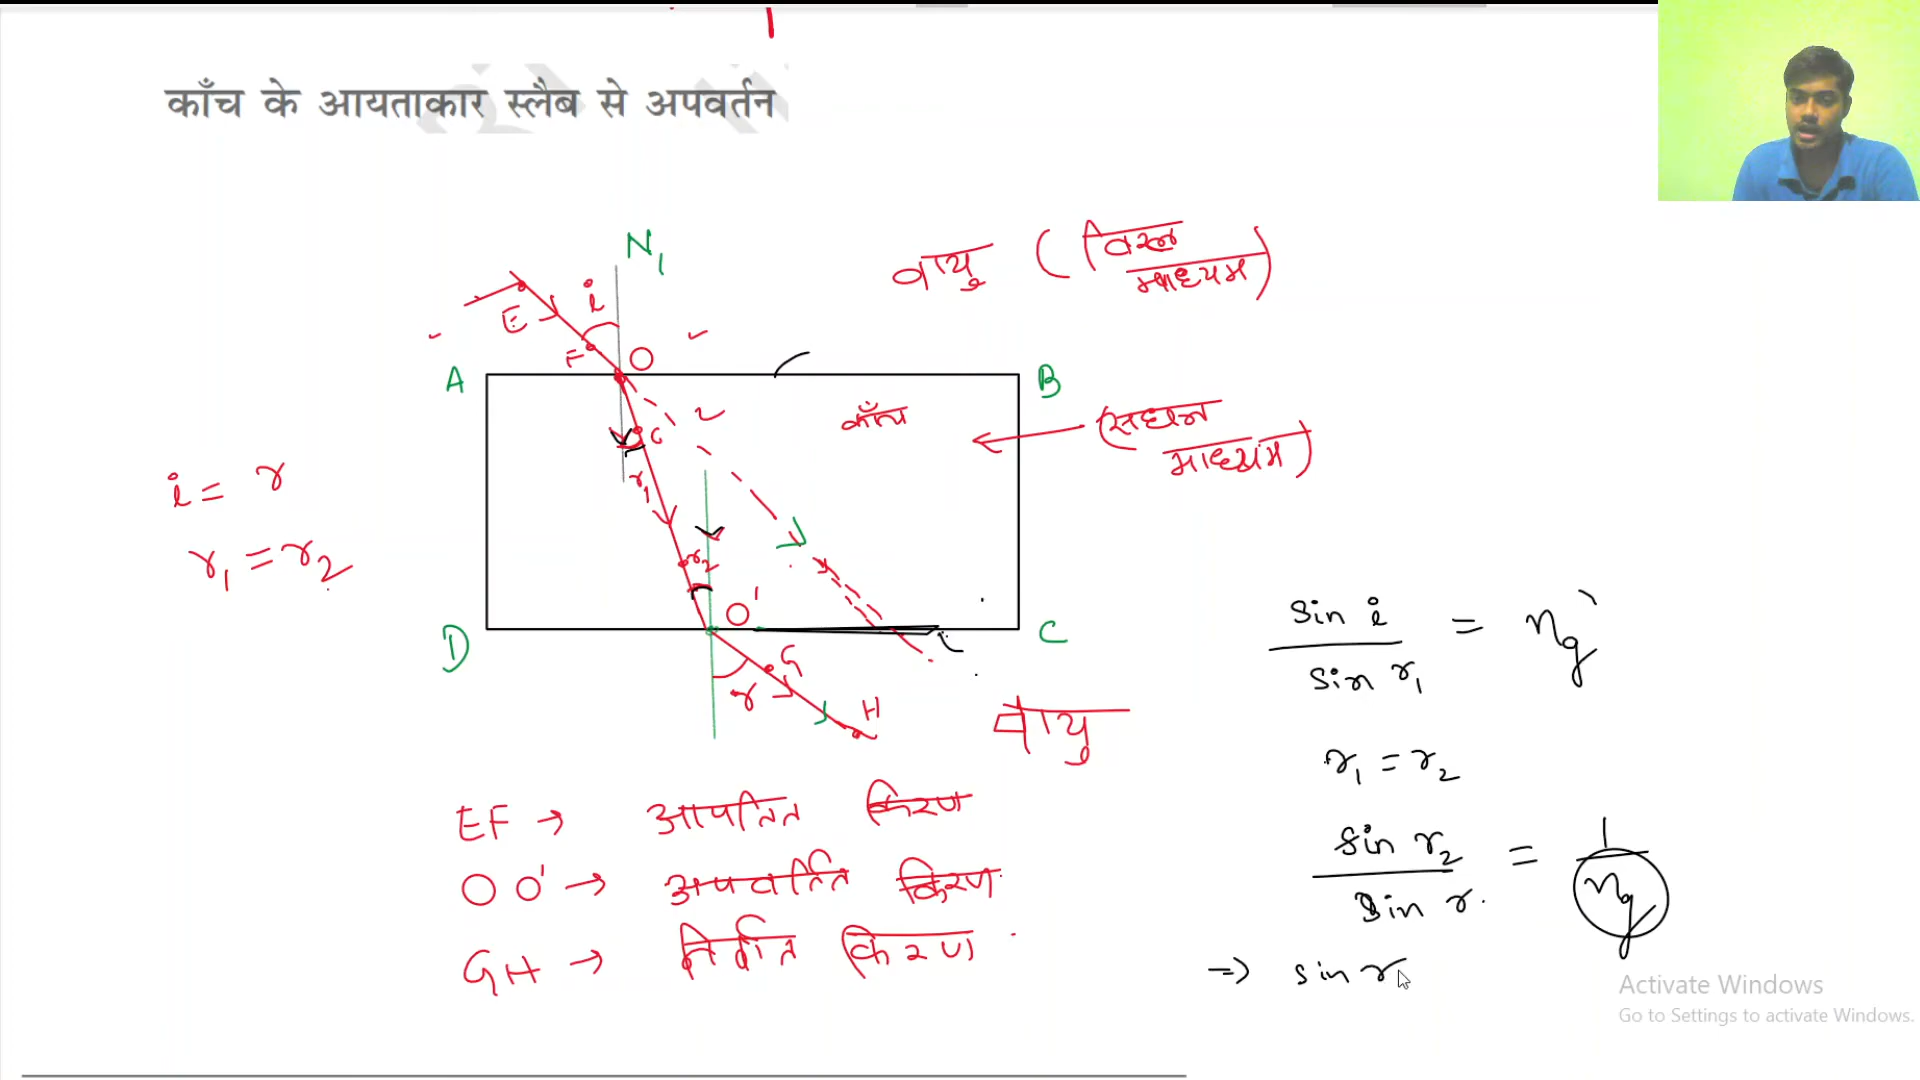 काँच के आयताकार स्लैब से अपवर्तन
N1
वायु (विरल
माध्यम)
E
i
F
O
A
B
काँच
(सघन
माध्यम)
G
r1
i = r
r1 = r2
r2
O'
D
C
G
r
H
वायु
sin i / sin r1 = ng
r1 = r2
sin r2 / sin r = 1 / ng
=> sin r
EF → आपतित किरण
OO' → अपवर्तित किरण
GH → निर्गत किरण
Activate Windows
Go to Settings to activate Windows.